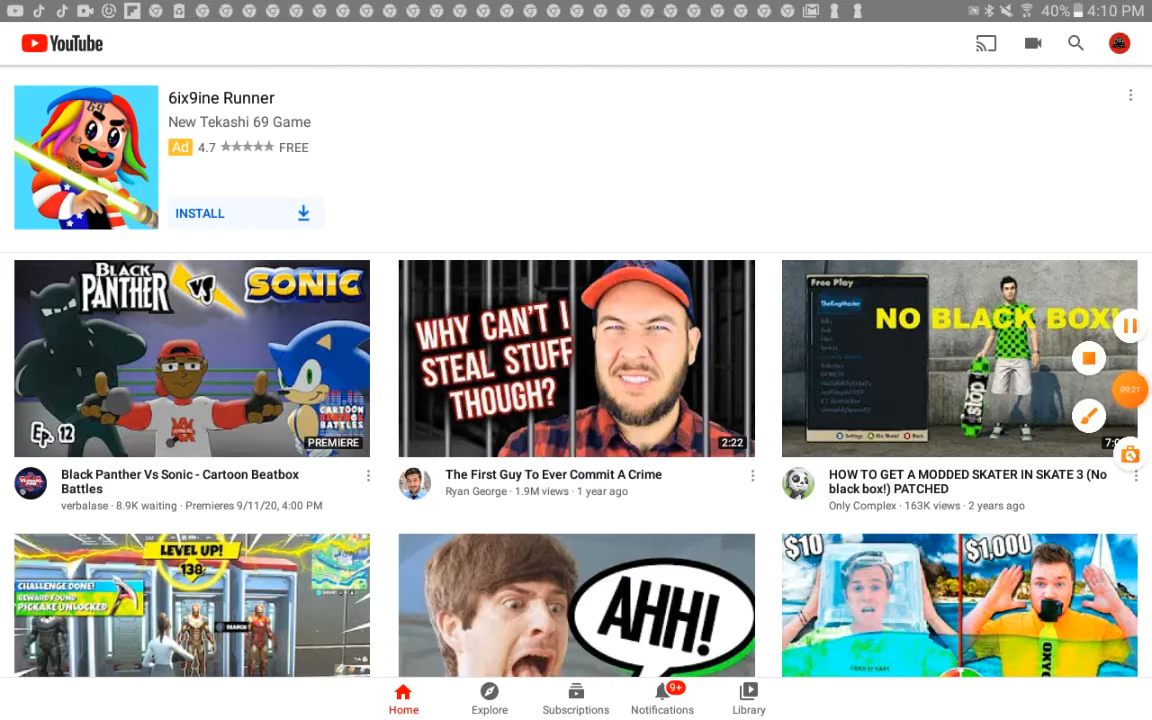 40% 4:10 PM
YouTube
6ix9ine Runner
New Tekashi 69 Game
Ad 4.7 FREE
INSTALL
BLACK PANTHER VS SONIC
CARTOON BEATBOX BATTLES
Ep. 12
PREMIERE
Black Panther Vs Sonic - Cartoon Beatbox
Battles
verbalase · 8.9K waiting · Premieres 9/11/20, 4:00 PM
WHY CAN'T I
STEAL STUFF
THOUGH?
2:22
The First Guy To Ever Commit A Crime
Ryan George · 1.9M views · 1 year ago
Free Play
TheKingMaster
NO BLACK BOX!
09:21
HOW TO GET A MODDED SKATER IN SKATE 3 (No
black box!) PATCHED
Only Complex · 163K views · 2 years ago
LEVEL UP!
138
CHALLENGE DONE!
REWARD FOUND
PICKAXE UNLOCKED
SEARCH
AHH!
$10
$1,000
Home
Explore
Subscriptions
9+
Notifications
Library